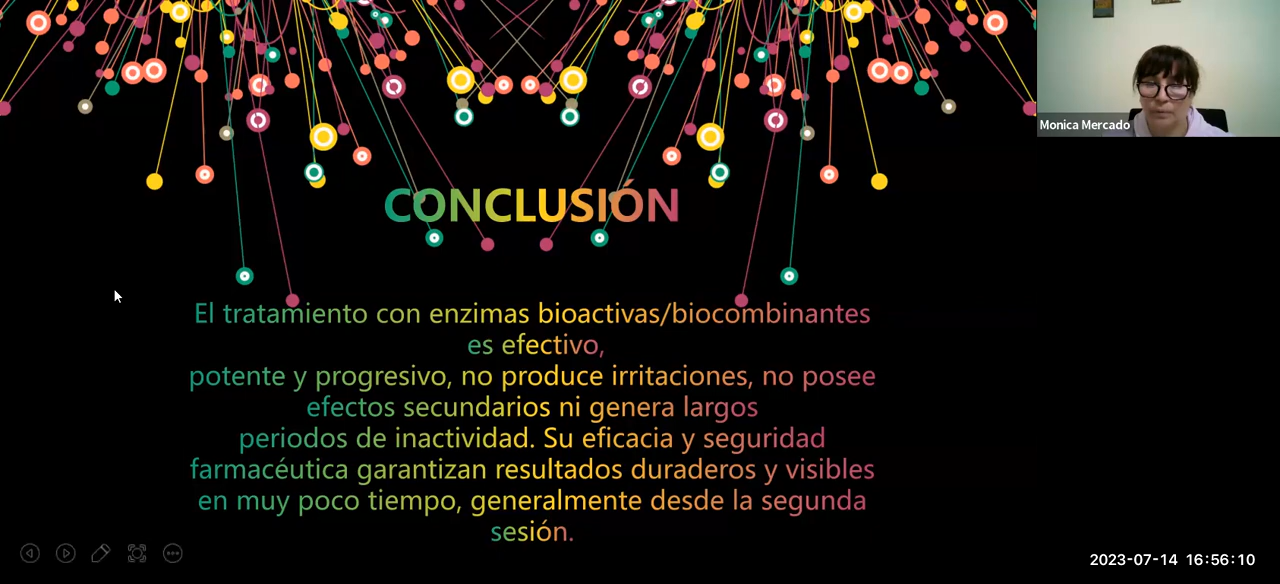 Monica Mercado
CONCLUSIÓN
El tratamiento con enzimas bioactivas/biocombinantes
es efectivo,
potente y progresivo, no produce irritaciones, no posee
efectos secundarios ni genera largos
periodos de inactividad. Su eficacia y seguridad
farmacéutica garantizan resultados duraderos y visibles
en muy poco tiempo, generalmente desde la segunda
sesión.
2023-07-14 16:56:10